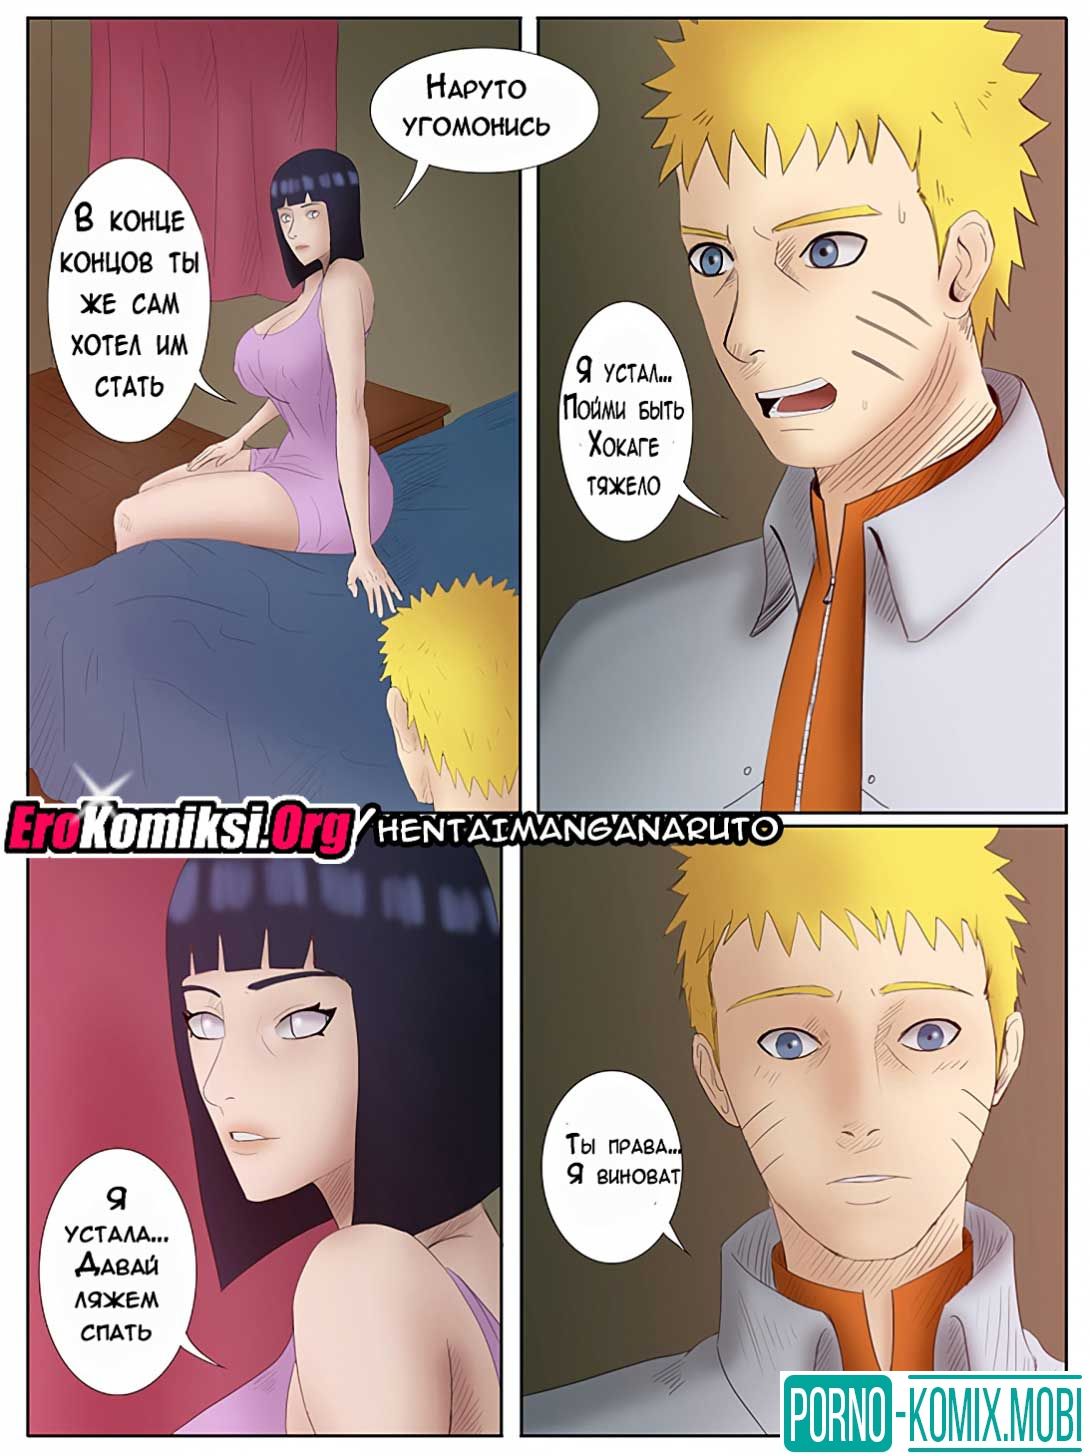 НАРУТО
УГОМОНИСЬ
В КОНЦЕ
КОНЦОВ ТЫ
ЖЕ САМ
ХОТЕЛ ИМ
СТАТЬ
Я УСТАЛ...
ПОЙМИ БЫТЬ
ХОКАГЕ
ТЯЖЕЛО
EroKomiksi.Org/
HENTAIMANGANARUTO
Я
УСТАЛА...
ДАВАЙ
ЛЯЖЕМ
СПАТЬ
ТЫ ПРАВА...
Я ВИНОВАТ
PORNO-KOMIX.MOBI